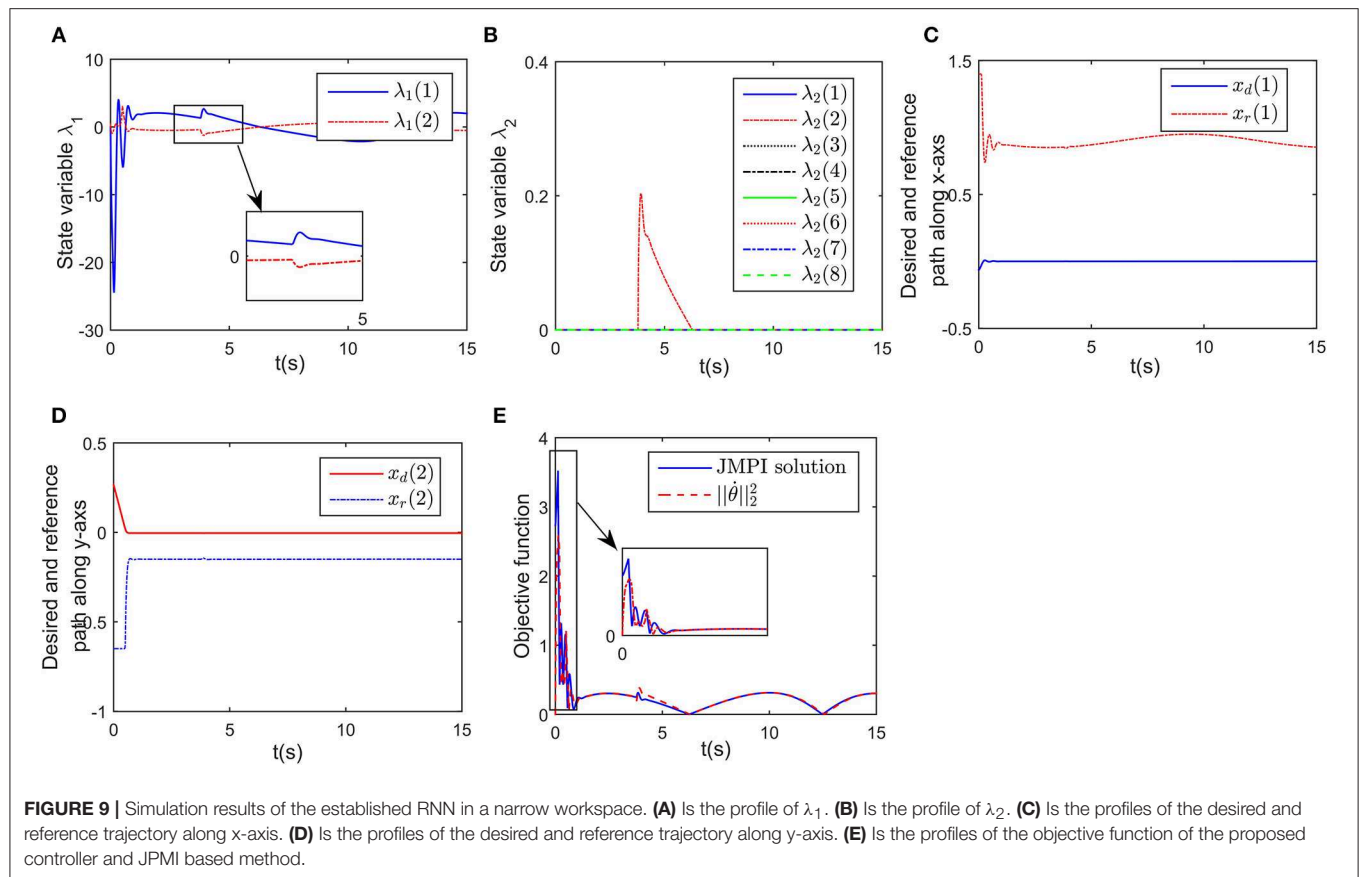 A
State variable λ₁
10
0
-10
-20
-30
λ₁(1)
λ₁(2)
0
5
0 5 10 15
t(s)
B
State variable λ₂
0.4
0.2
0
λ₂(1)
λ₂(2)
λ₂(3)
λ₂(4)
λ₂(5)
λ₂(6)
λ₂(7)
λ₂(8)
0 5 10 15
t(s)
C
Desired and reference
path along x-axs
1.5
0.5
-0.5
x_d(1)
x_r(1)
0 5 10 15
t(s)
D
Desired and reference
path along y-axis
0.5
0
-0.5
-1
x_d(2)
x_r(2)
0 5 10 15
t(s)
E
Objective function
4
3
2
1
0
JMPI solution
||θ̇||₂²
0
0
0 5 10 15
t(s)
FIGURE 9 | Simulation results of the established RNN in a narrow workspace. (A) Is the profile of λ₁. (B) Is the profile of λ₂. (C) Is the profiles of the desired and
reference trajectory along x-axis. (D) Is the profiles of the desired and reference trajectory along y-axis. (E) Is the profiles of the objective function of the proposed
controller and JPMI based method.